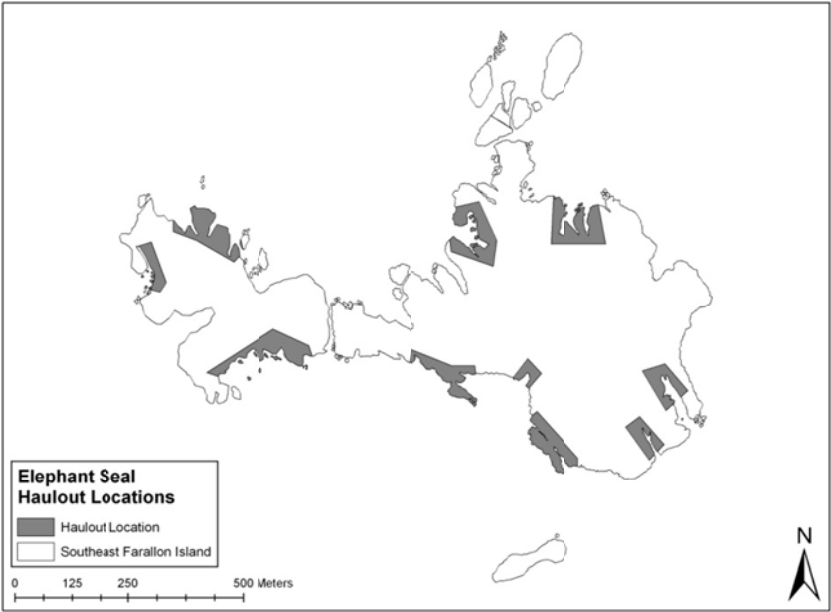 N
Elephant Seal
Haulout Locations
Haulout Location
Southeast Farallon Island
0 125 250 500 Meters